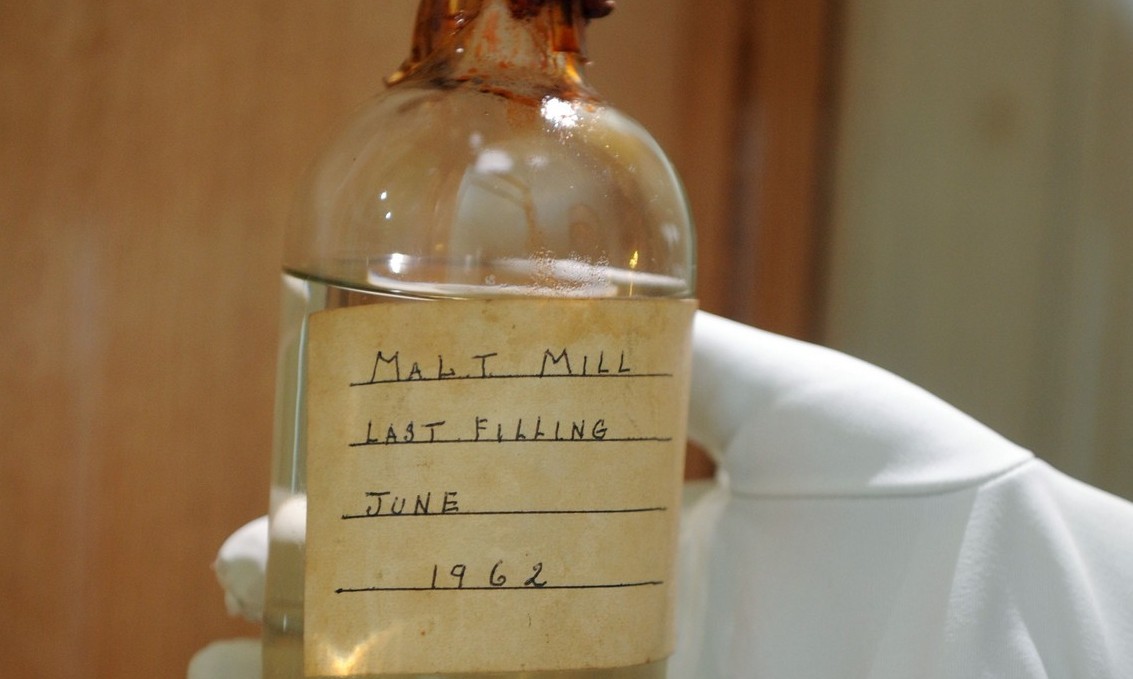 MALT MILL
LAST FILLING
JUNE
1962